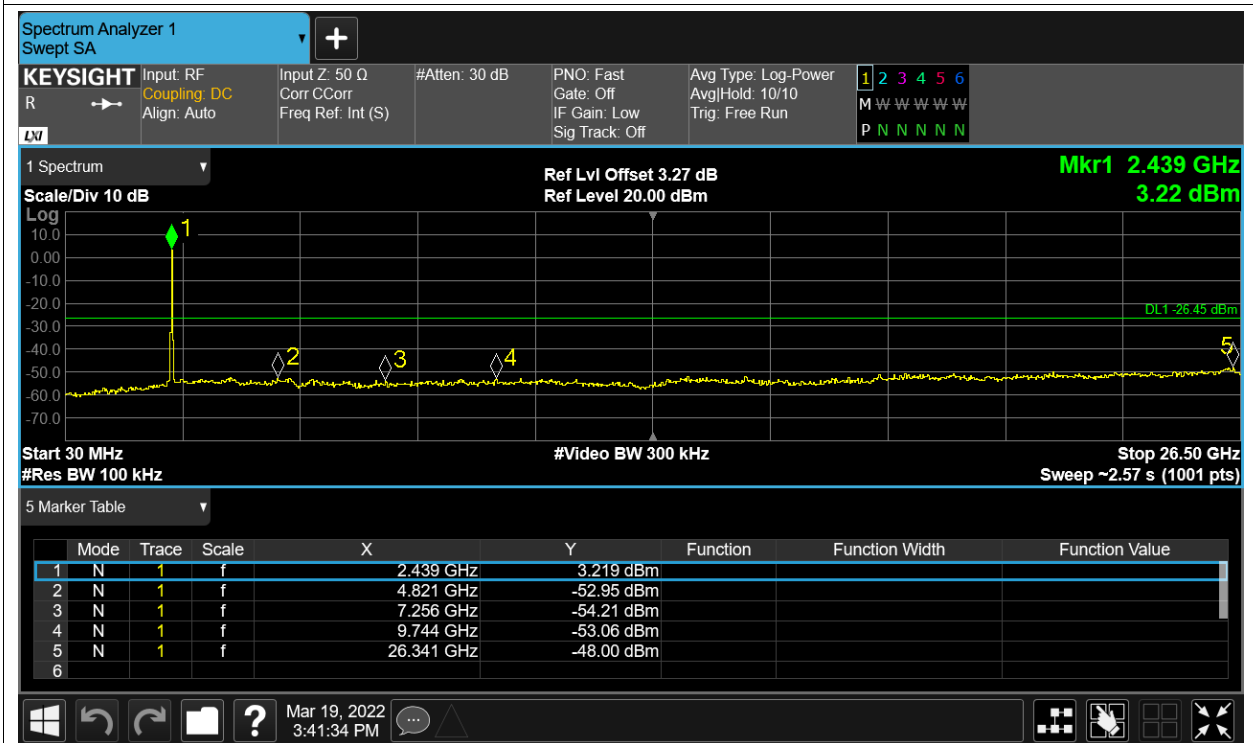 Spectrum Analyzer 1
Swept SA
KEYSIGHT Input: RF Input Z: 50 Ω #Atten: 30 dB PNO: Fast Avg Type: Log-Power 1 2 3 4 5 6
R Coupling: DC Corr CCorr Gate: Off Avg|Hold: 10/10 M W W W W W W
Align: Auto Freq Ref: Int (S) IF Gain: Low Trig: Free Run
LXI Sig Track: Off P N N N N N N
1 Spectrum Ref Lvl Offset 3.27 dB Mkr1 2.439 GHz
Scale/Div 10 dB Ref Level 20.00 dBm 3.22 dBm
Log
1
10.0
0.00
-10.0
-20.0
DL1 -26.45 dBm
-30.0
-40.0
2 3 4 5
-50.0
-60.0
-70.0
Start 30 MHz #Video BW 300 kHz Stop 26.50 GHz
#Res BW 100 kHz Sweep ~2.57 s (1001 pts)
5 Marker Table
Mode Trace Scale X Y Function Function Width Function Value
1 N 1 f 2.439 GHz 3.219 dBm
2 N 1 f 4.821 GHz -52.95 dBm
3 N 1 f 7.256 GHz -54.21 dBm
4 N 1 f 9.744 GHz -53.06 dBm
5 N 1 f 26.341 GHz -48.00 dBm
6
? Mar 19, 2022
3:41:34 PM